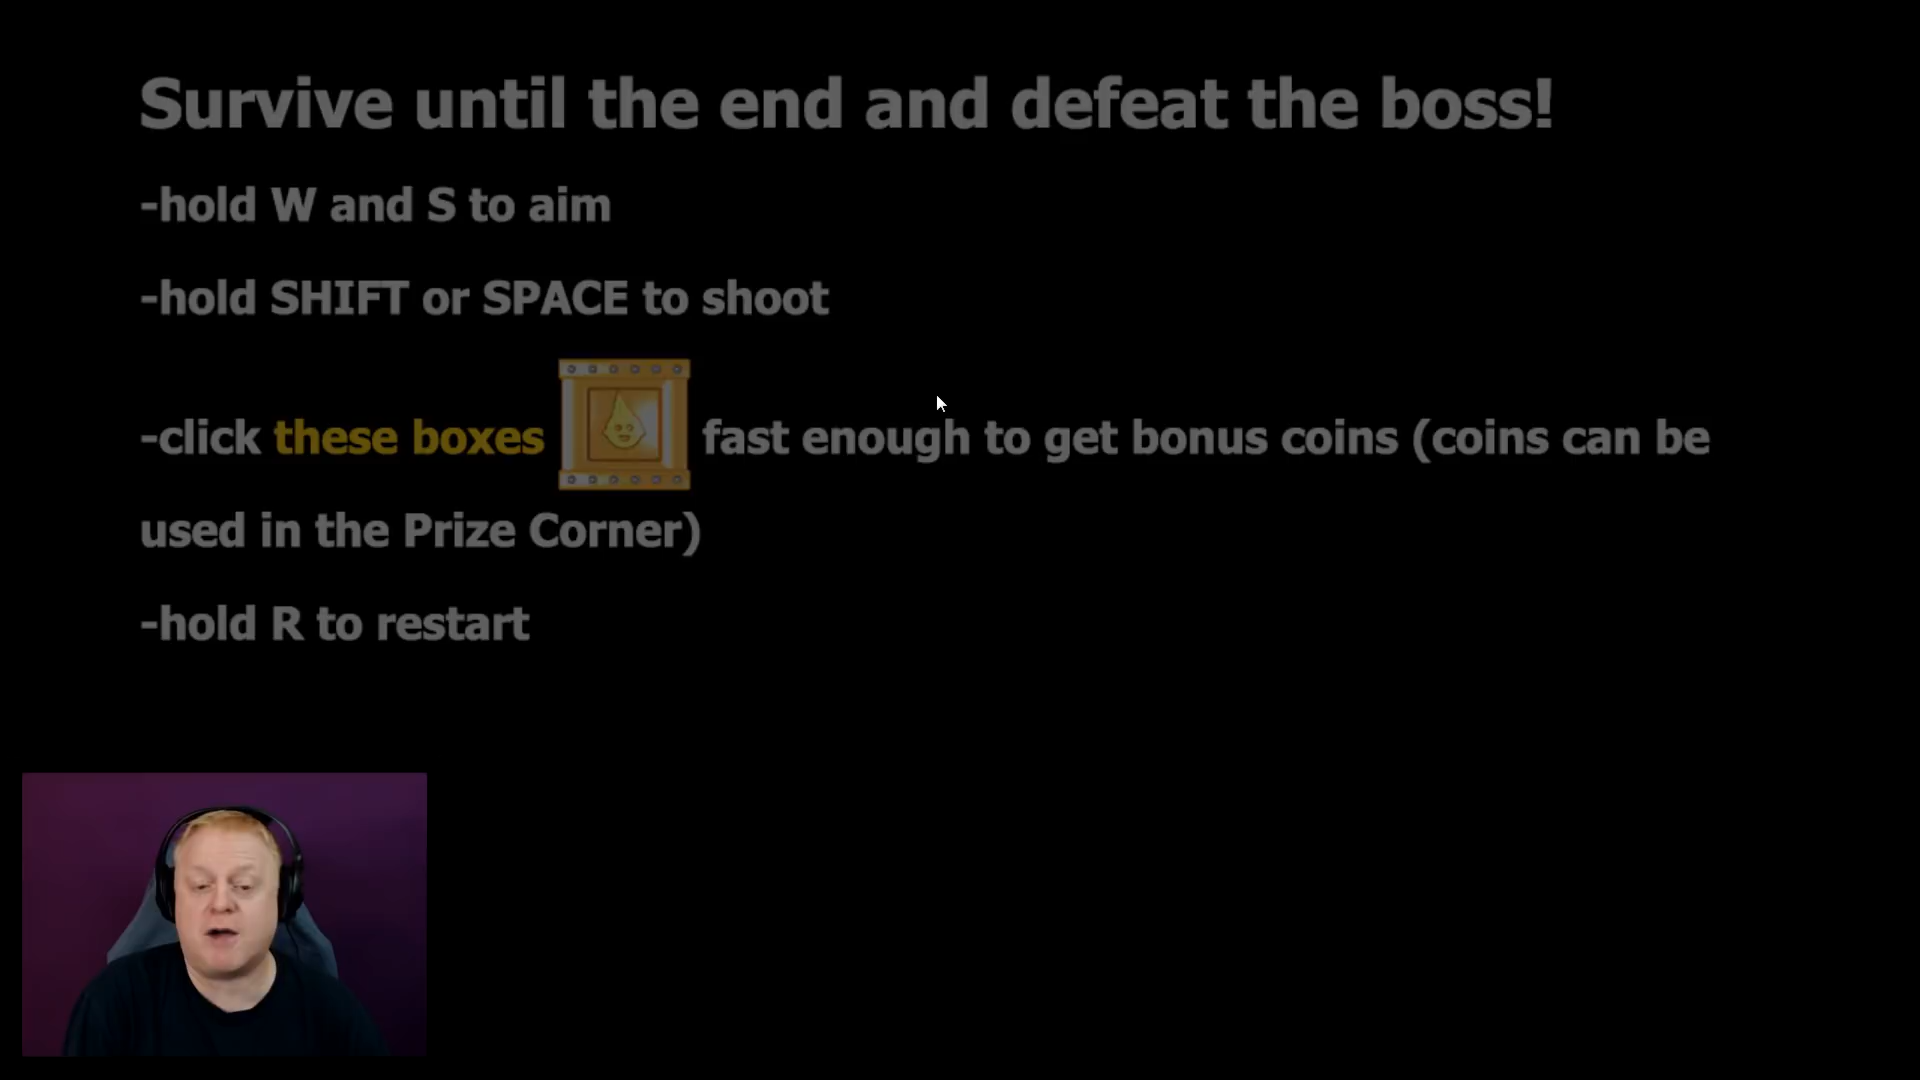 Survive until the end and defeat the boss!
-hold W and S to aim
-hold SHIFT or SPACE to shoot
-click these boxes fast enough to get bonus coins (coins can be
used in the Prize Corner)
-hold R to restart